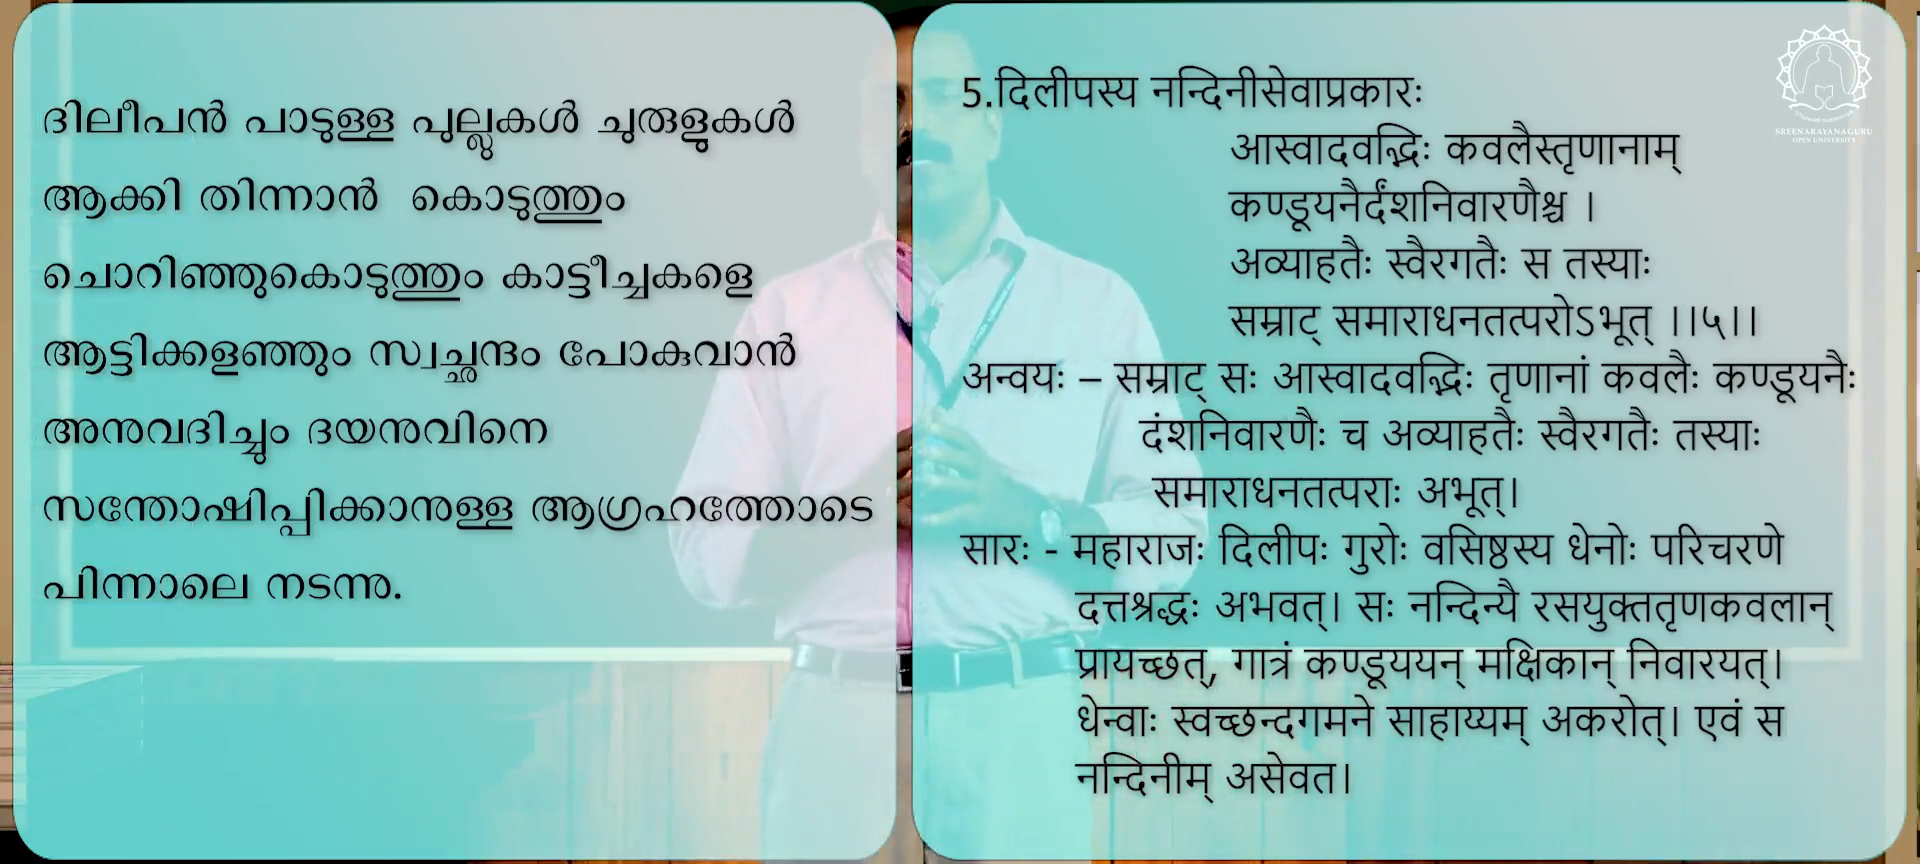 ദിലീപൻ പാടുള്ള പുല്ലുകൾ ചുരുളുകൾ
ആക്കി തിന്നാൻ കൊടുത്തും
ചൊറിഞ്ഞുകൊടുത്തും കാട്ടീച്ചകളെ
ആട്ടിക്കളഞ്ഞും സ്വച്ഛന്ദം പോകുവാൻ
അനുവദിച്ചും ദയനുവിനെ
സന്തോഷിപ്പിക്കാനുള്ള ആഗ്രഹത്തോടെ
പിന്നാലെ നടന്നു.
5.दिलीपस्य नन्दिनीसेवाप्रकारः
आस्वादवद्भिः कवलैस्तृणानाम्
कण्डूयनैर्दंशनिवारणैश्च ।
अव्याहतैः स्वैरगतैः स तस्याः
सम्राट् समाराधनतत्परोऽभूत् ।।५।।
अन्वयः – सम्राट् सः आस्वादवद्भिः तृणानां कवलैः कण्डूयनैः
दंशनिवारणैः च अव्याहतैः स्वैरगतैः तस्याः
समाराधनतत्पराः अभूत्।
सारः - महाराजः दिलीपः गुरोः वसिष्ठस्य धेनोः परिचरणे
दत्तश्रद्धः अभवत्। सः नन्दिन्यै रसयुक्ततृणकवलान्
प्रायच्छत्, गात्रं कण्डूययन् मक्षिकान् निवारयत्।
धेन्वाः स्वच्छन्दगमने साहाय्यम् अकरोत्। एवं स
नन्दिनीम् असेवत।
SREENARAYANAGURU
OPEN UNIVERSITY